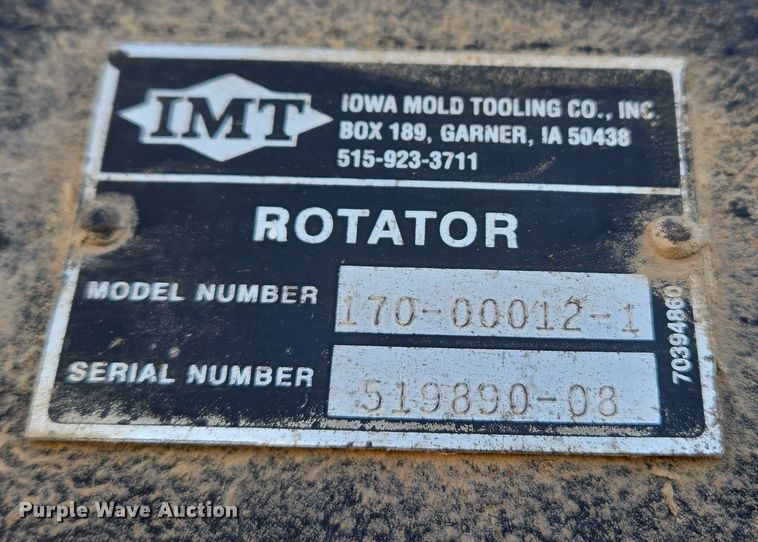 IMT
IOWA MOLD TOOLING CO., INC.
BOX 189, GARNER, IA 50438
515-923-3711
ROTATOR
MODEL NUMBER 170-00012-1
SERIAL NUMBER 519890-08
70394860
Purple Wave Auction